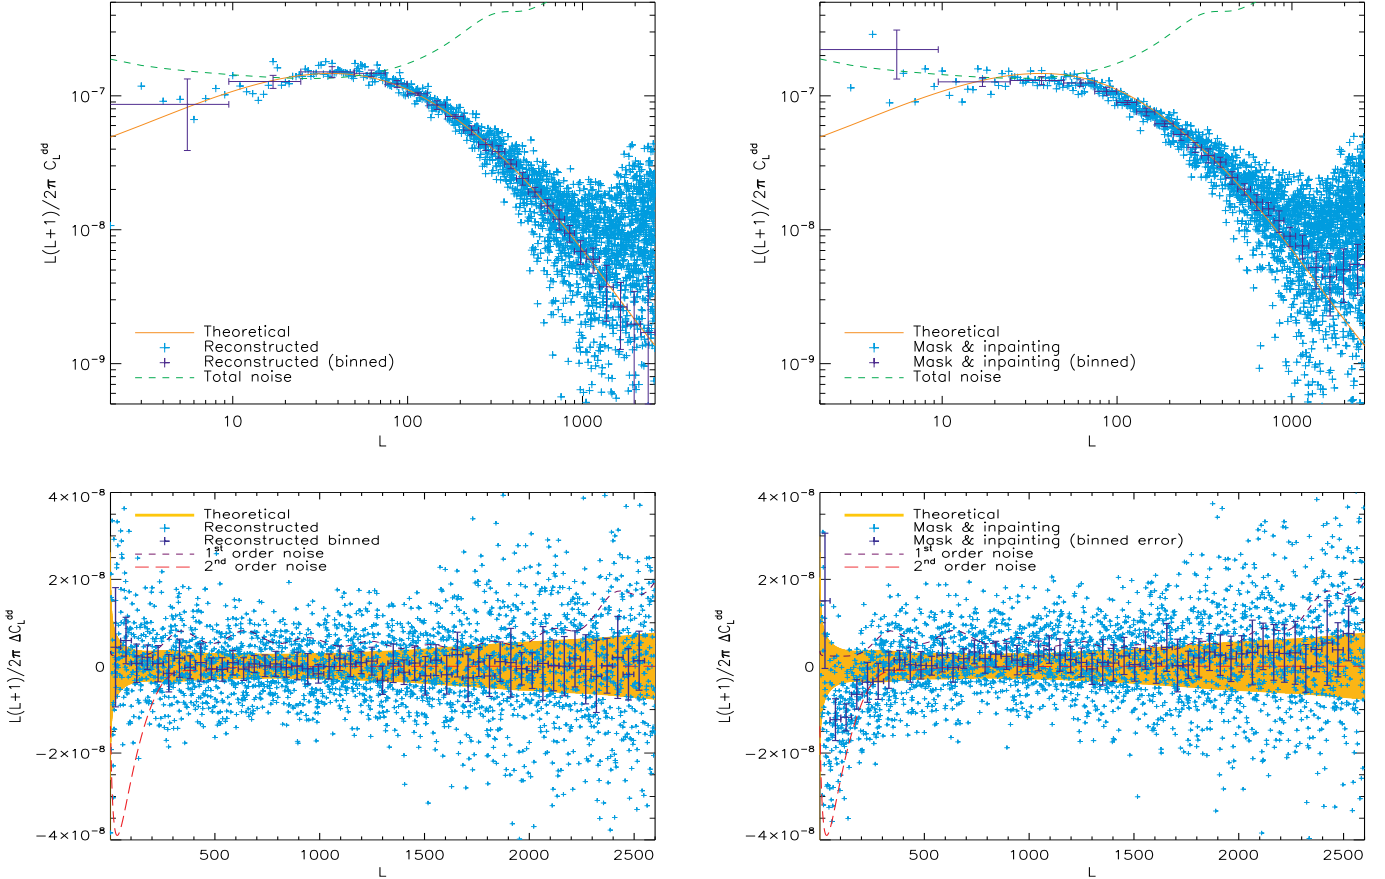 10⁻⁷
10⁻⁸
10⁻⁹
L(L+1)/2π C_L^dd
Theoretical
Reconstructed
Reconstructed (binned)
Total noise
10 100 1000
L
10⁻⁷
10⁻⁸
10⁻⁹
L(L+1)/2π C_L^dd
Theoretical
Mask & inpainting
Mask & inpainting (binned)
Total noise
10 100 1000
L
4×10⁻⁸
2×10⁻⁸
0
−2×10⁻⁸
−4×10⁻⁸
L(L+1)/2π ΔC_L^dd
Theoretical
Reconstructed
Reconstructed binned
1st order noise
2nd order noise
500 1000 1500 2000 2500
L
4×10⁻⁸
2×10⁻⁸
0
−2×10⁻⁸
−4×10⁻⁸
L(L+1)/2π ΔC_L^dd
Theoretical
Mask & inpainting
Mask & inpainting (binned error)
1st order noise
2nd order noise
500 1000 1500 2000 2500
L